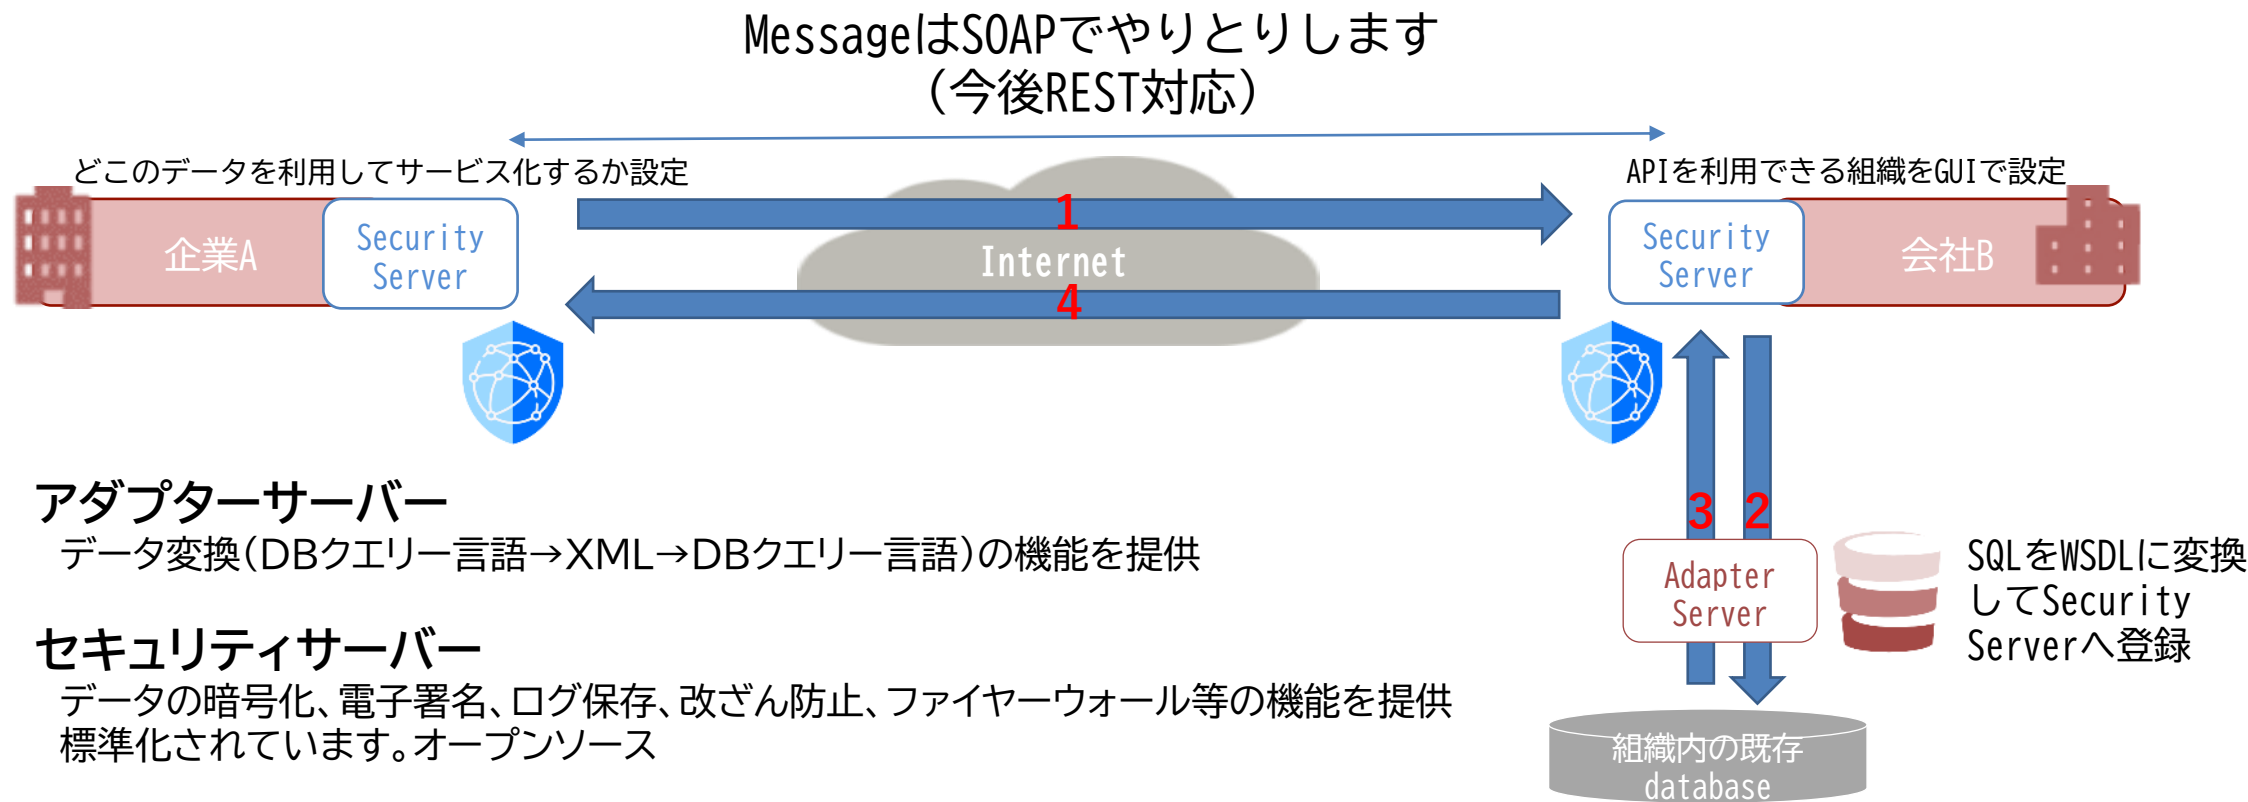 MessageはSOAPでやりとりします
（今後REST対応）
どこのデータを利用してサービス化するか設定
APIを利用できる組織をGUIで設定
企業A
Security
Server
1
Internet
4
Security
Server
会社B
アダプターサーバー
データ変換（DBクエリー言語→XML→DBクエリー言語）の機能を提供
セキュリティサーバー
データの暗号化、電子署名、ログ保存、改ざん防止、ファイヤーウォール等の機能を提供
標準化されています。オープンソース
3
2
Adapter
Server
SQLをWSDLに変換
してSecurity
Serverへ登録
組織内の既存
database